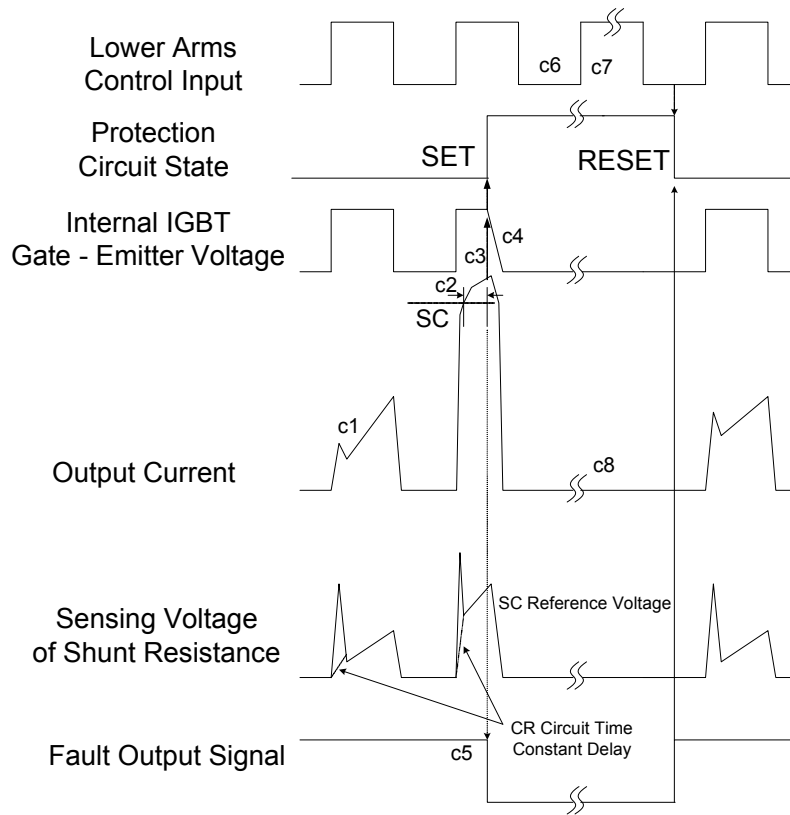 Lower Arms
Control Input
c6
c7
Protection
Circuit State
SET
RESET
Internal IGBT
Gate - Emitter Voltage
c3
c4
c2
SC
c1
Output Current
c8
Sensing Voltage
of Shunt Resistance
SC Reference Voltage
Fault Output Signal
c5
CR Circuit Time
Constant Delay